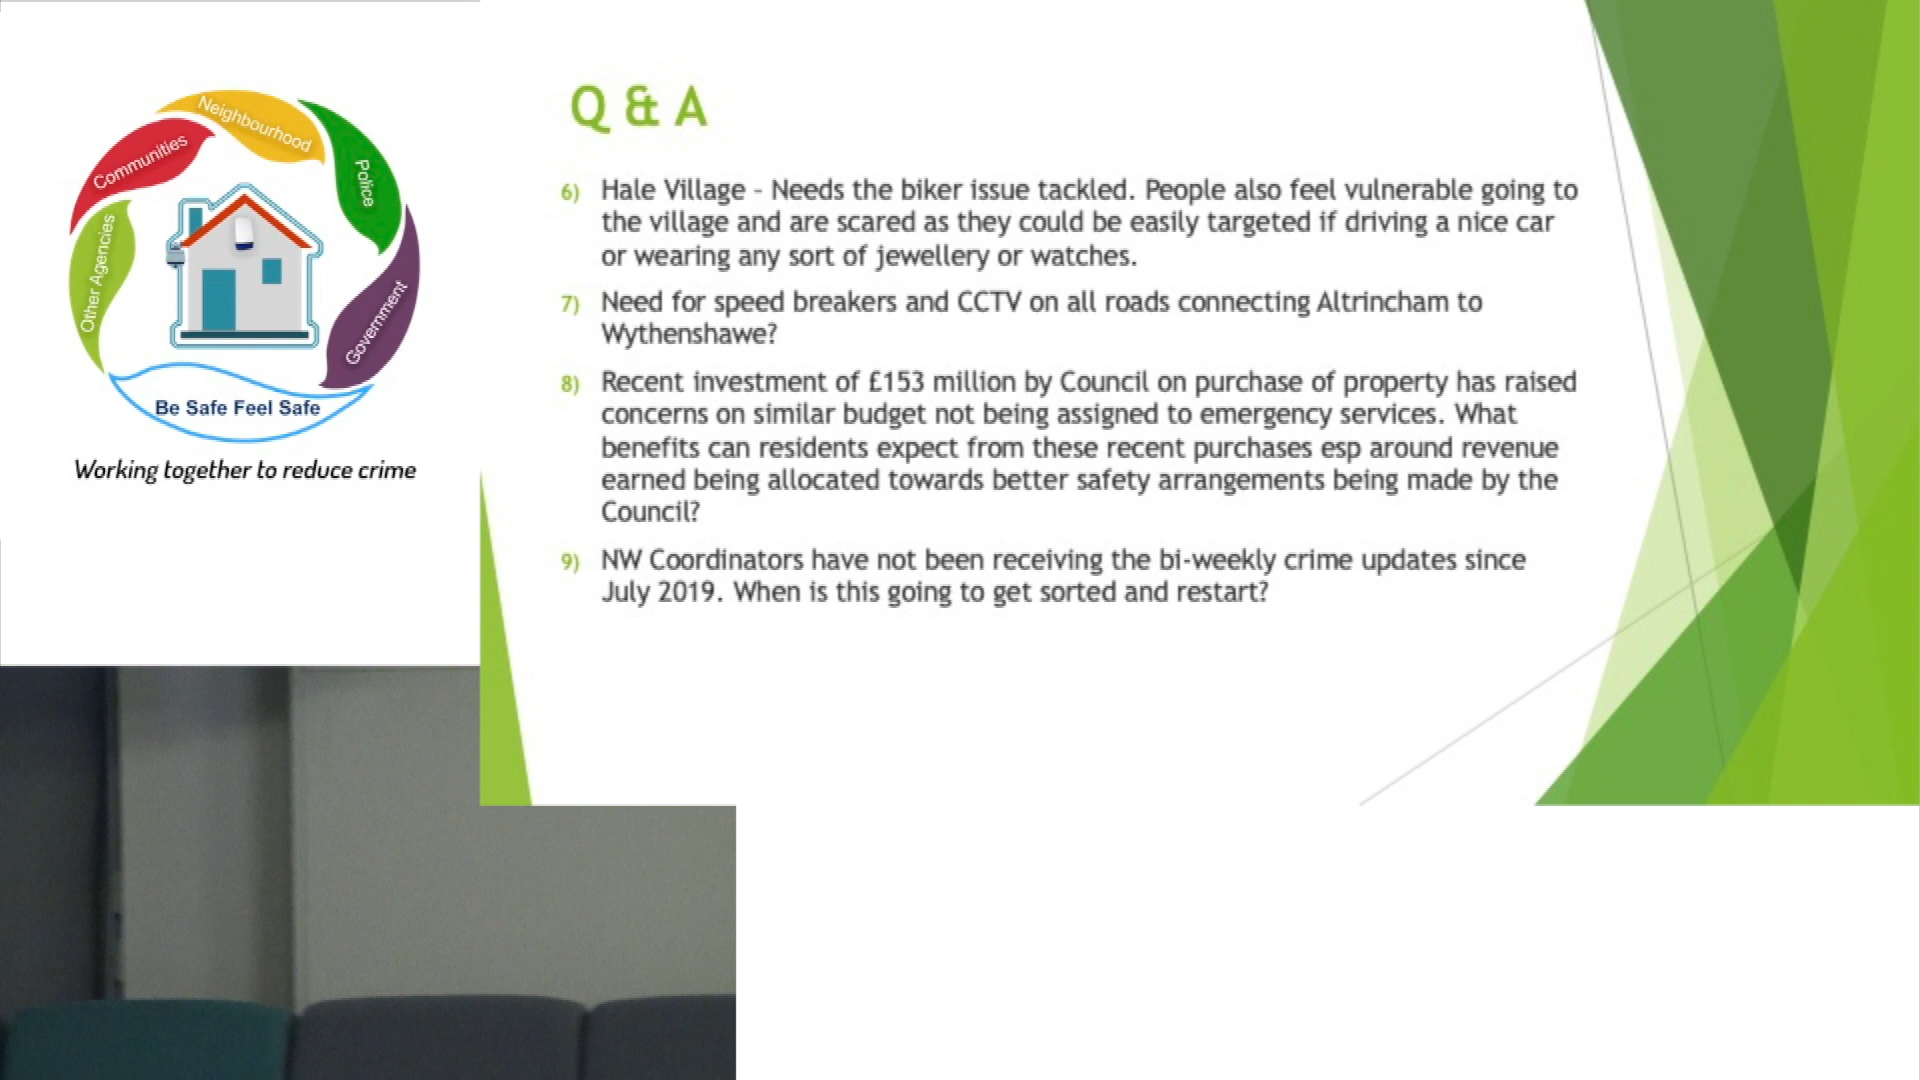 Neighbourhood
Communities
Police
Other Agencies
Government
Be Safe Feel Safe
Working together to reduce crime
Q & A
6) Hale Village - Needs the biker issue tackled. People also feel vulnerable going to
the village and are scared as they could be easily targeted if driving a nice car
or wearing any sort of jewellery or watches.
7) Need for speed breakers and CCTV on all roads connecting Altrincham to
Wythenshawe?
8) Recent investment of £153 million by Council on purchase of property has raised
concerns on similar budget not being assigned to emergency services. What
benefits can residents expect from these recent purchases esp around revenue
earned being allocated towards better safety arrangements being made by the
Council?
9) NW Coordinators have not been receiving the bi-weekly crime updates since
July 2019. When is this going to get sorted and restart?